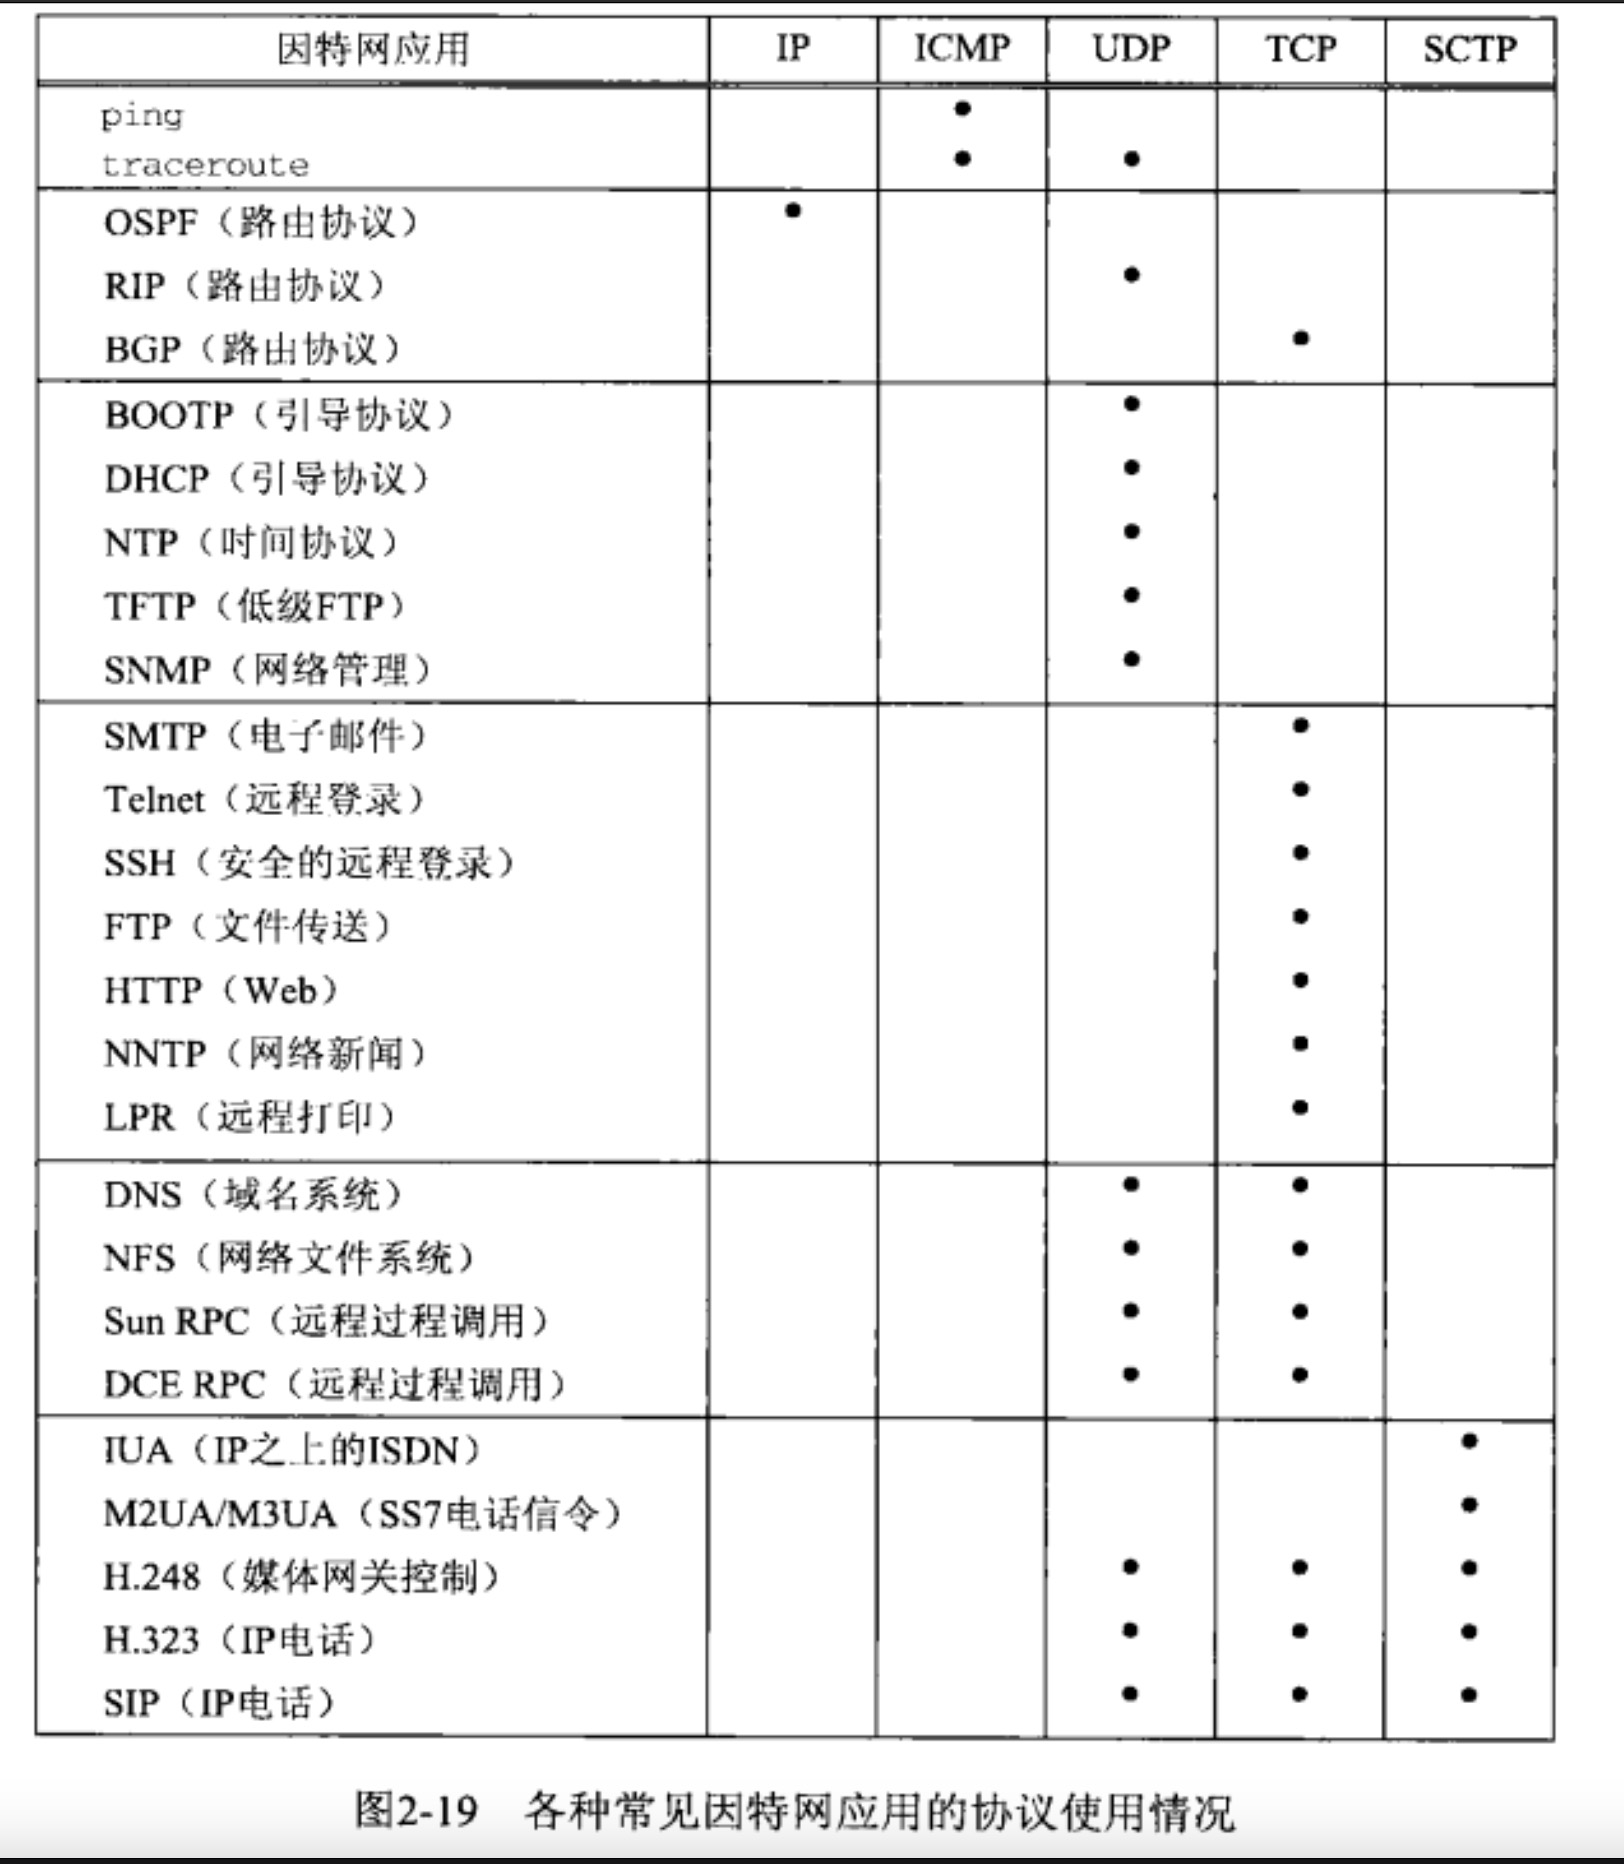 因特网应用 IP ICMP UDP TCP SCTP
ping •
traceroute • •
OSPF（路由协议） •
RIP（路由协议） •
BGP（路由协议） •
BOOTP（引导协议） •
DHCP（引导协议） •
NTP（时间协议） •
TFTP（低级FTP） •
SNMP（网络管理） •
SMTP（电子邮件） •
Telnet（远程登录） •
SSH（安全的远程登录） •
FTP（文件传送） •
HTTP（Web） •
NNTP（网络新闻） •
LPR（远程打印） •
DNS（域名系统） • •
NFS（网络文件系统） • •
Sun RPC（远程过程调用） • •
DCE RPC（远程过程调用） • •
IUA（IP之上的ISDN） •
M2UA/M3UA（SS7电话信令） •
H.248（媒体网关控制） • • •
H.323（IP电话） • • •
SIP（IP电话） • • •
图2-19 各种常见因特网应用的协议使用情况